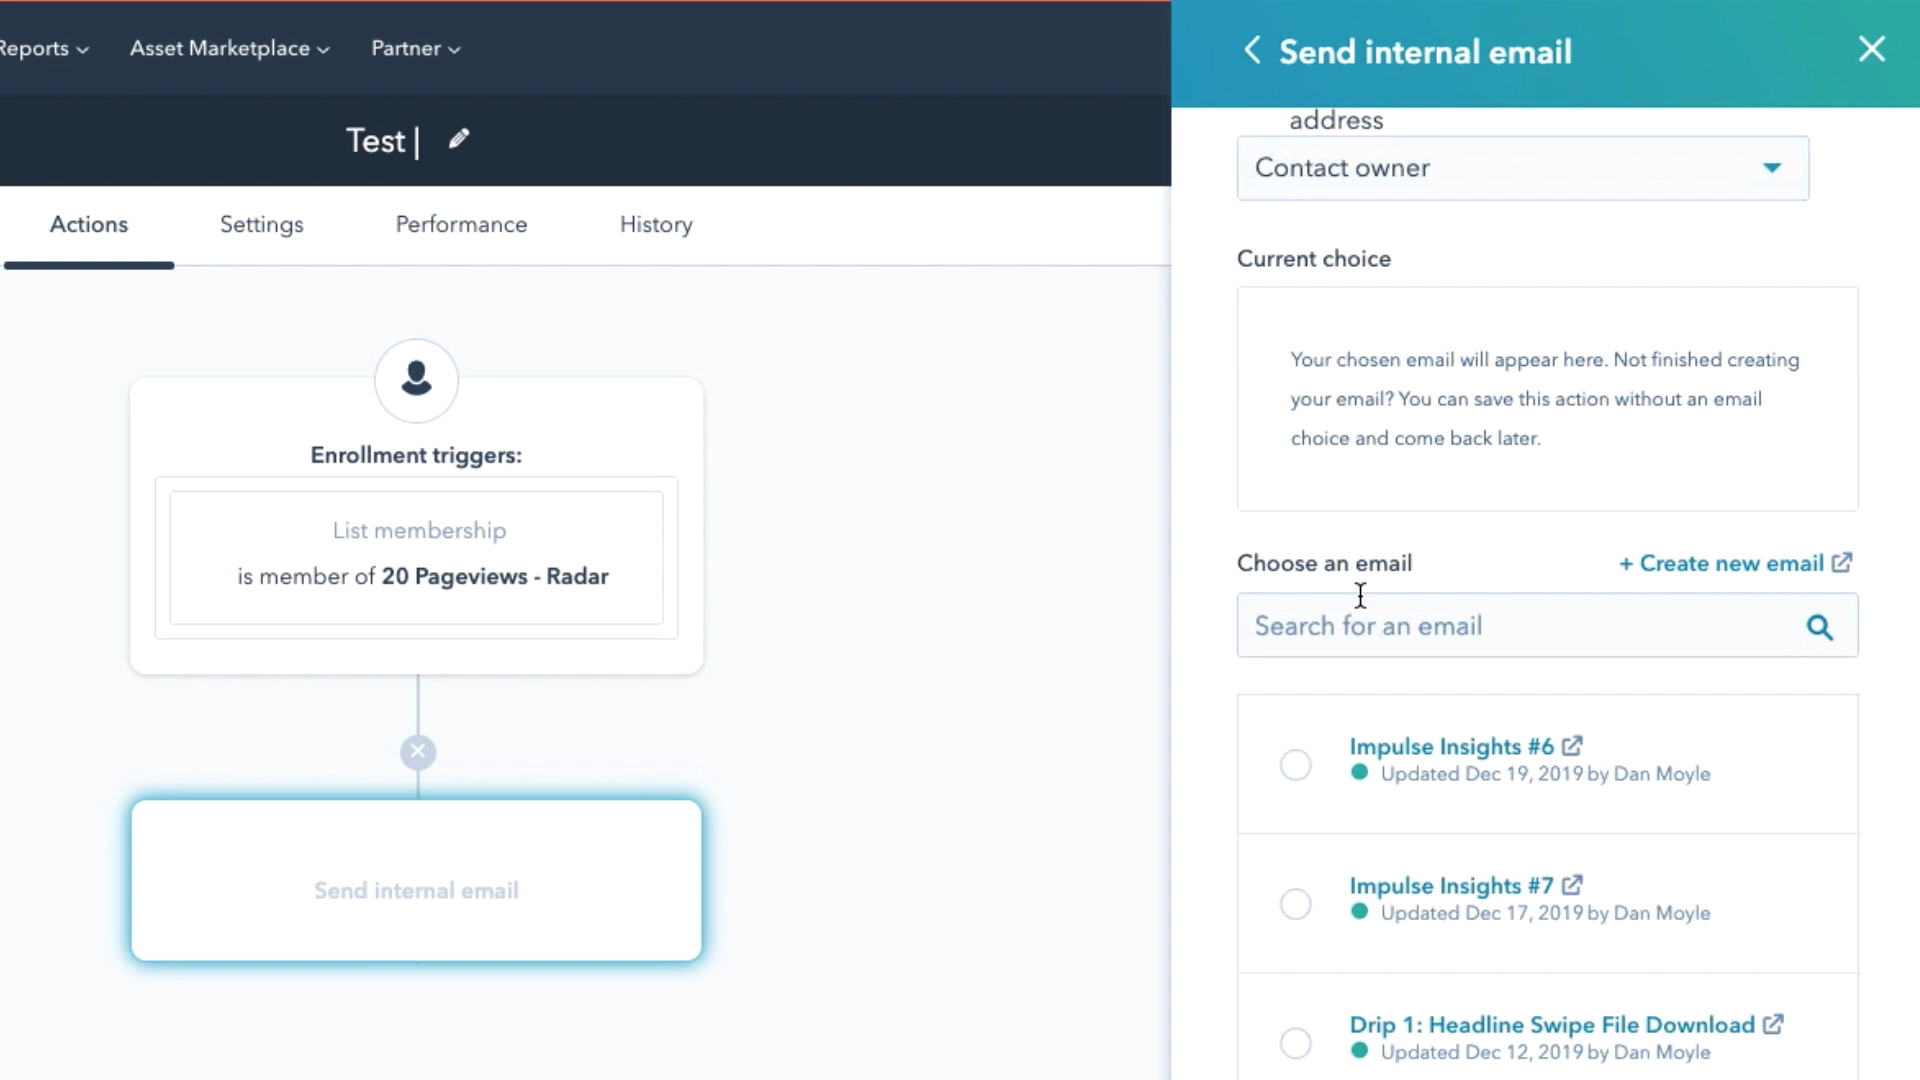 Reports
Asset Marketplace
Partner
Test |
Actions
Settings
Performance
History
Enrollment triggers:
List membership
is member of 20 Pageviews - Radar
Send internal email
Send internal email
address
Contact owner
Current choice
Your chosen email will appear here. Not finished creating
your email? You can save this action without an email
choice and come back later.
Choose an email
+ Create new email
Search for an email
Impulse Insights #6
Updated Dec 19, 2019 by Dan Moyle
Impulse Insights #7
Updated Dec 17, 2019 by Dan Moyle
Drip 1: Headline Swipe File Download
Updated Dec 12, 2019 by Dan Moyle